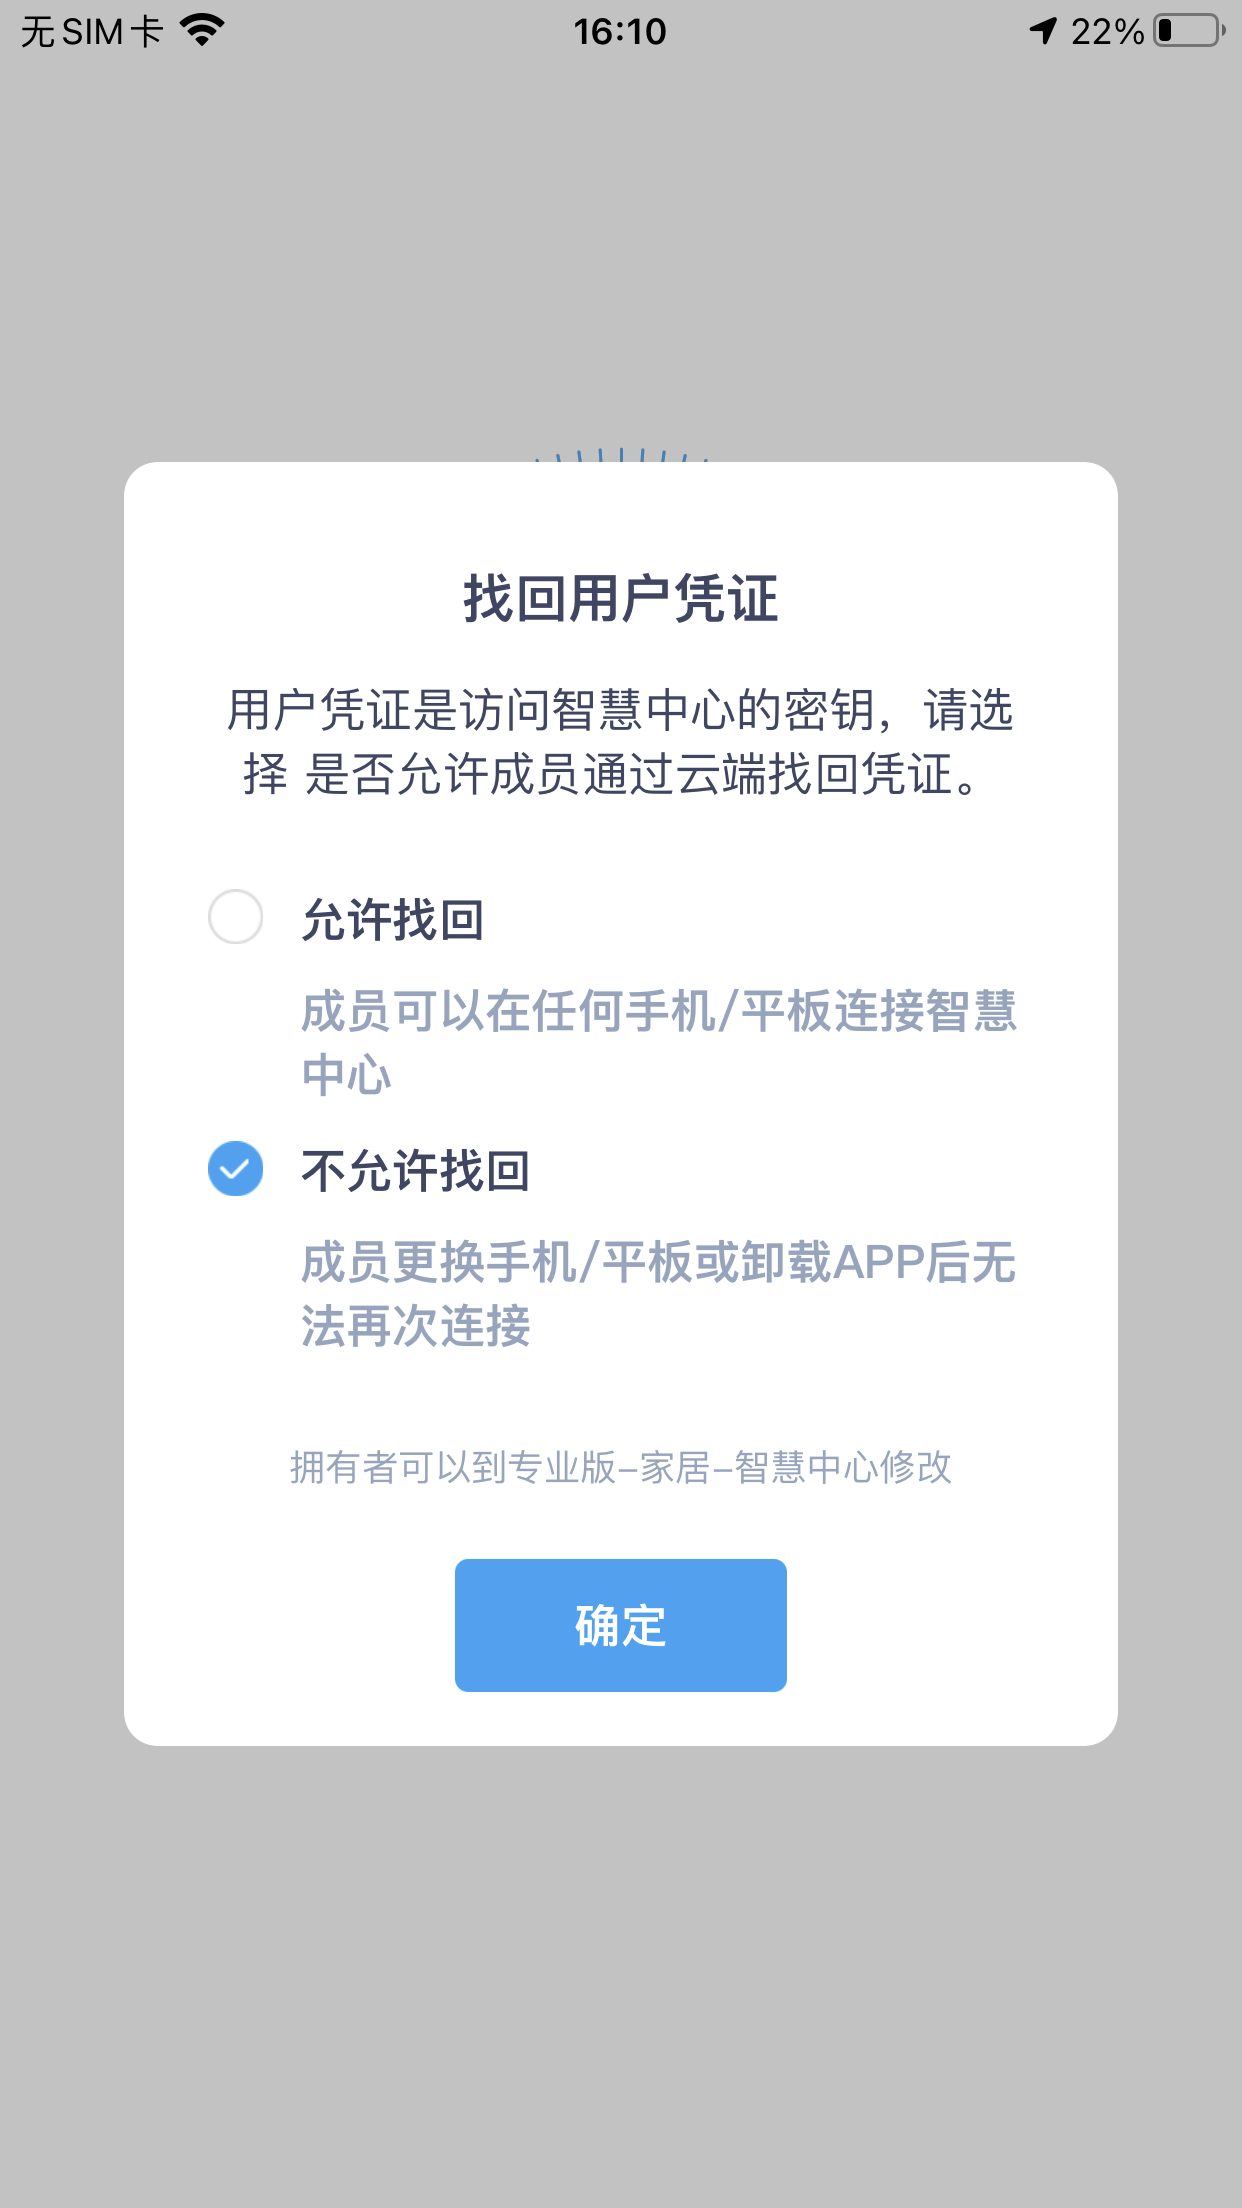 无 SIM 卡
16:10
22%
找回用户凭证
用户凭证是访问智慧中心的密钥，请选
择 是否允许成员通过云端找回凭证。
允许找回
成员可以在任何手机/平板连接智慧
中心
不允许找回
成员更换手机/平板或卸载APP后无
法再次连接
拥有者可以到专业版-家居-智慧中心修改
确定